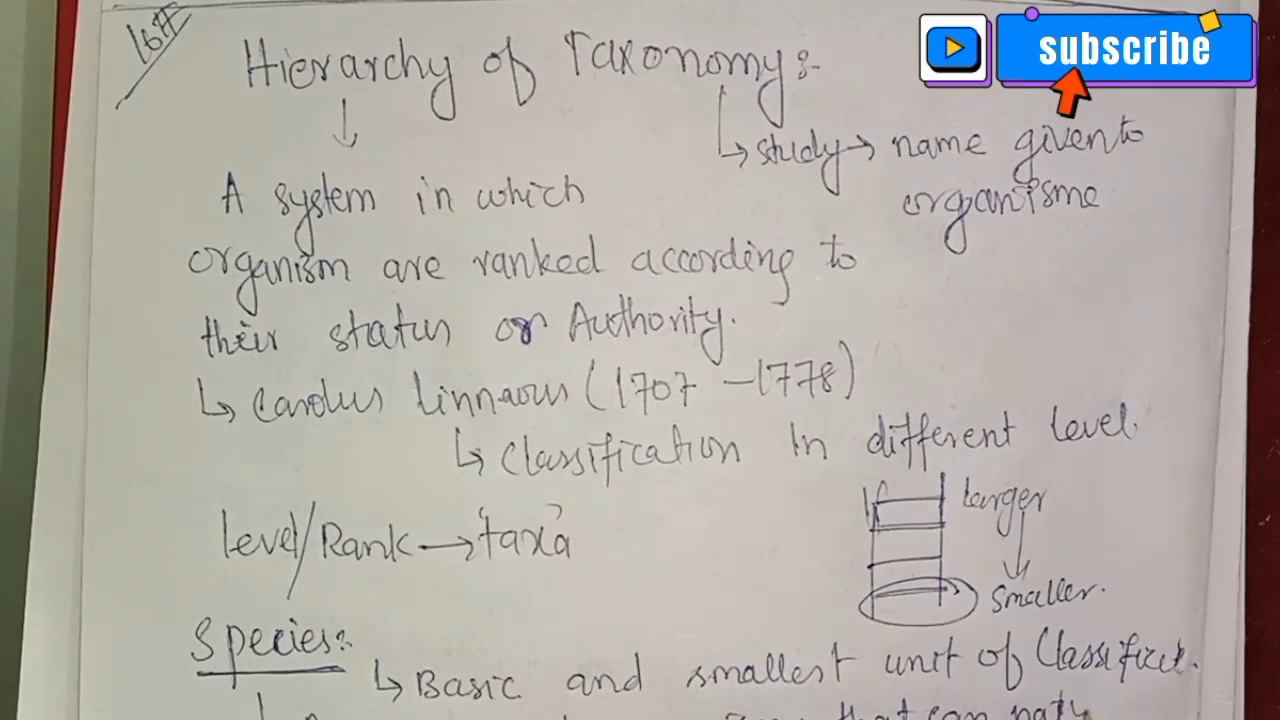 16#
subscribe
Hierarchy of Taxonomy:-
↳ study → name given to
organisme
A system in which
organism are ranked according to
their status or Authority.
↳ Carolus Linnaeus (1707 - 1778)
↳ Classification In different level.
larger
level/Rank → 'taxa'
smaller.
Species:-
↳ Basic and smallest unit of Classificat.
that can